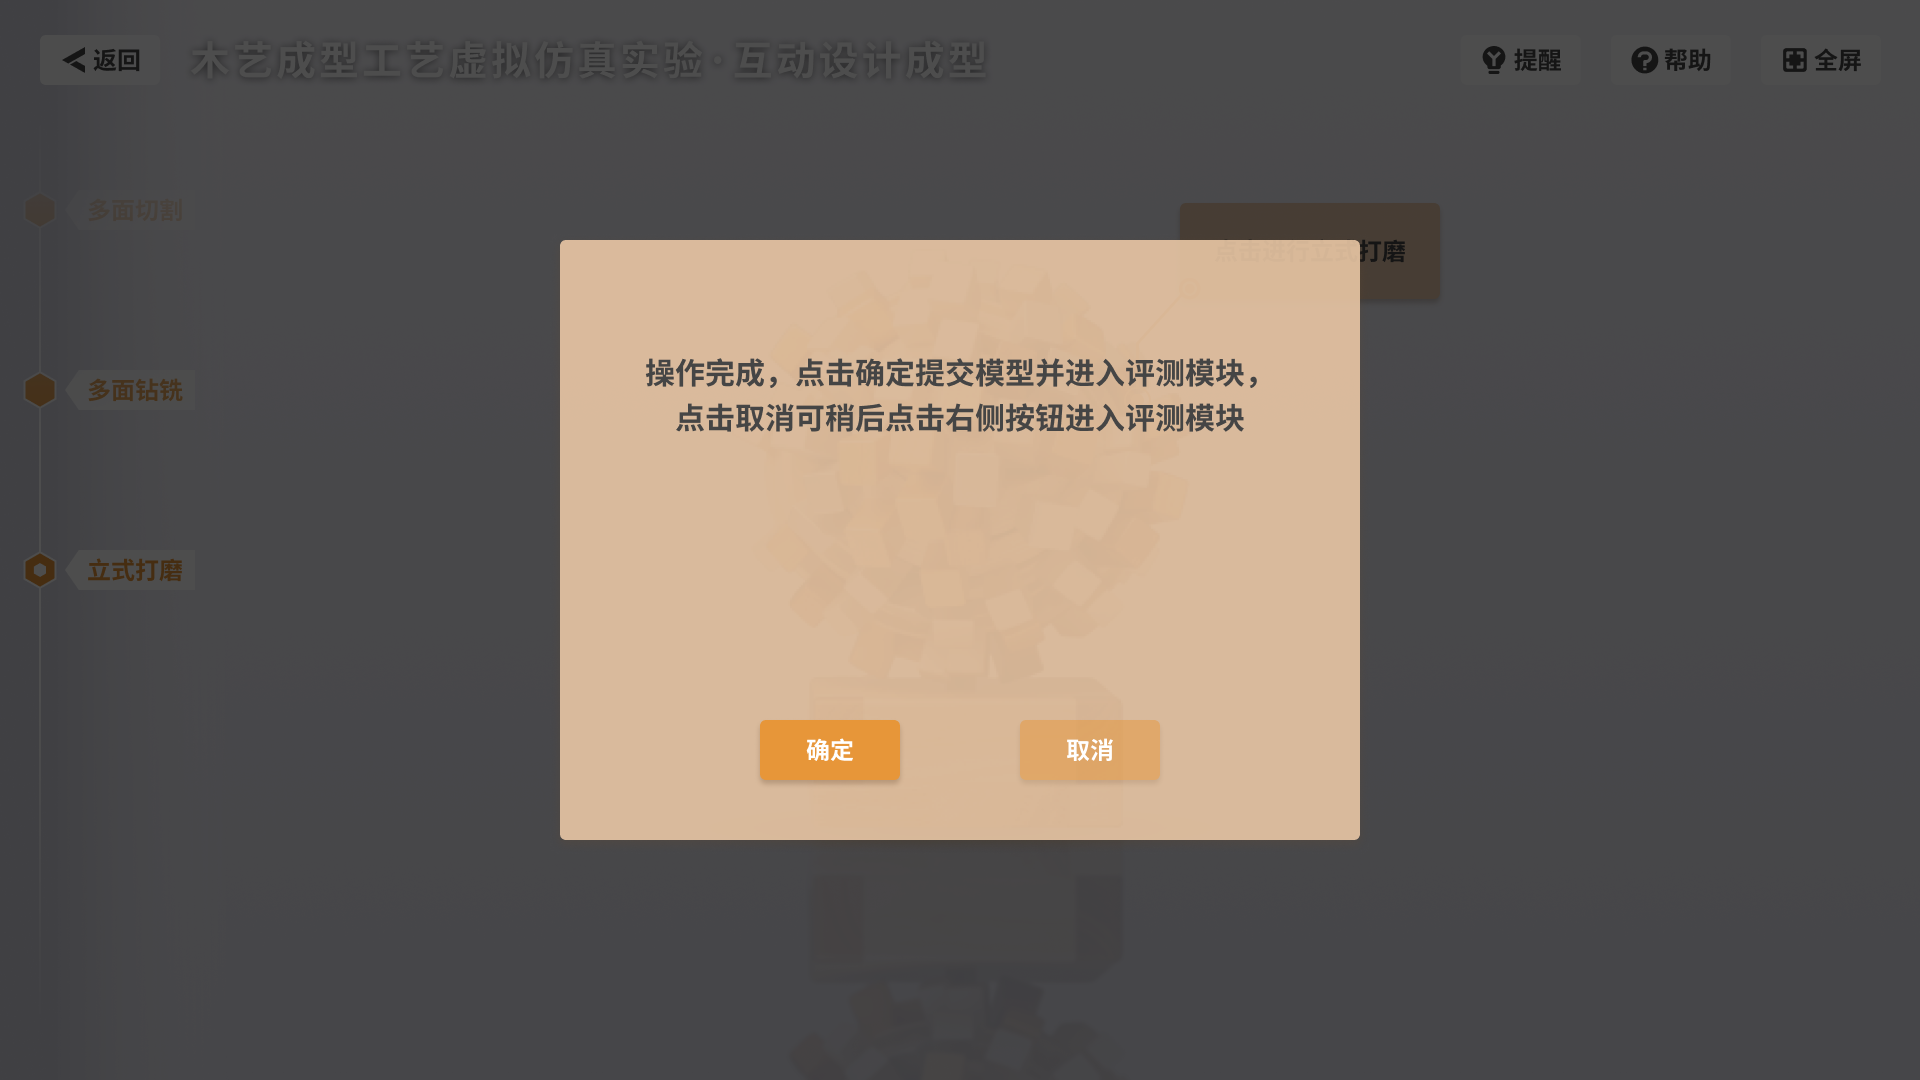 返回
木艺成型工艺虚拟仿真实验·互动设计成型
提醒
帮助
全屏
多面切割
点击进行立式打磨
操作完成，点击确定提交模型并进入评测模块，
点击取消可稍后点击右侧按钮进入评测模块
多面钻铣
立式打磨
确定
取消